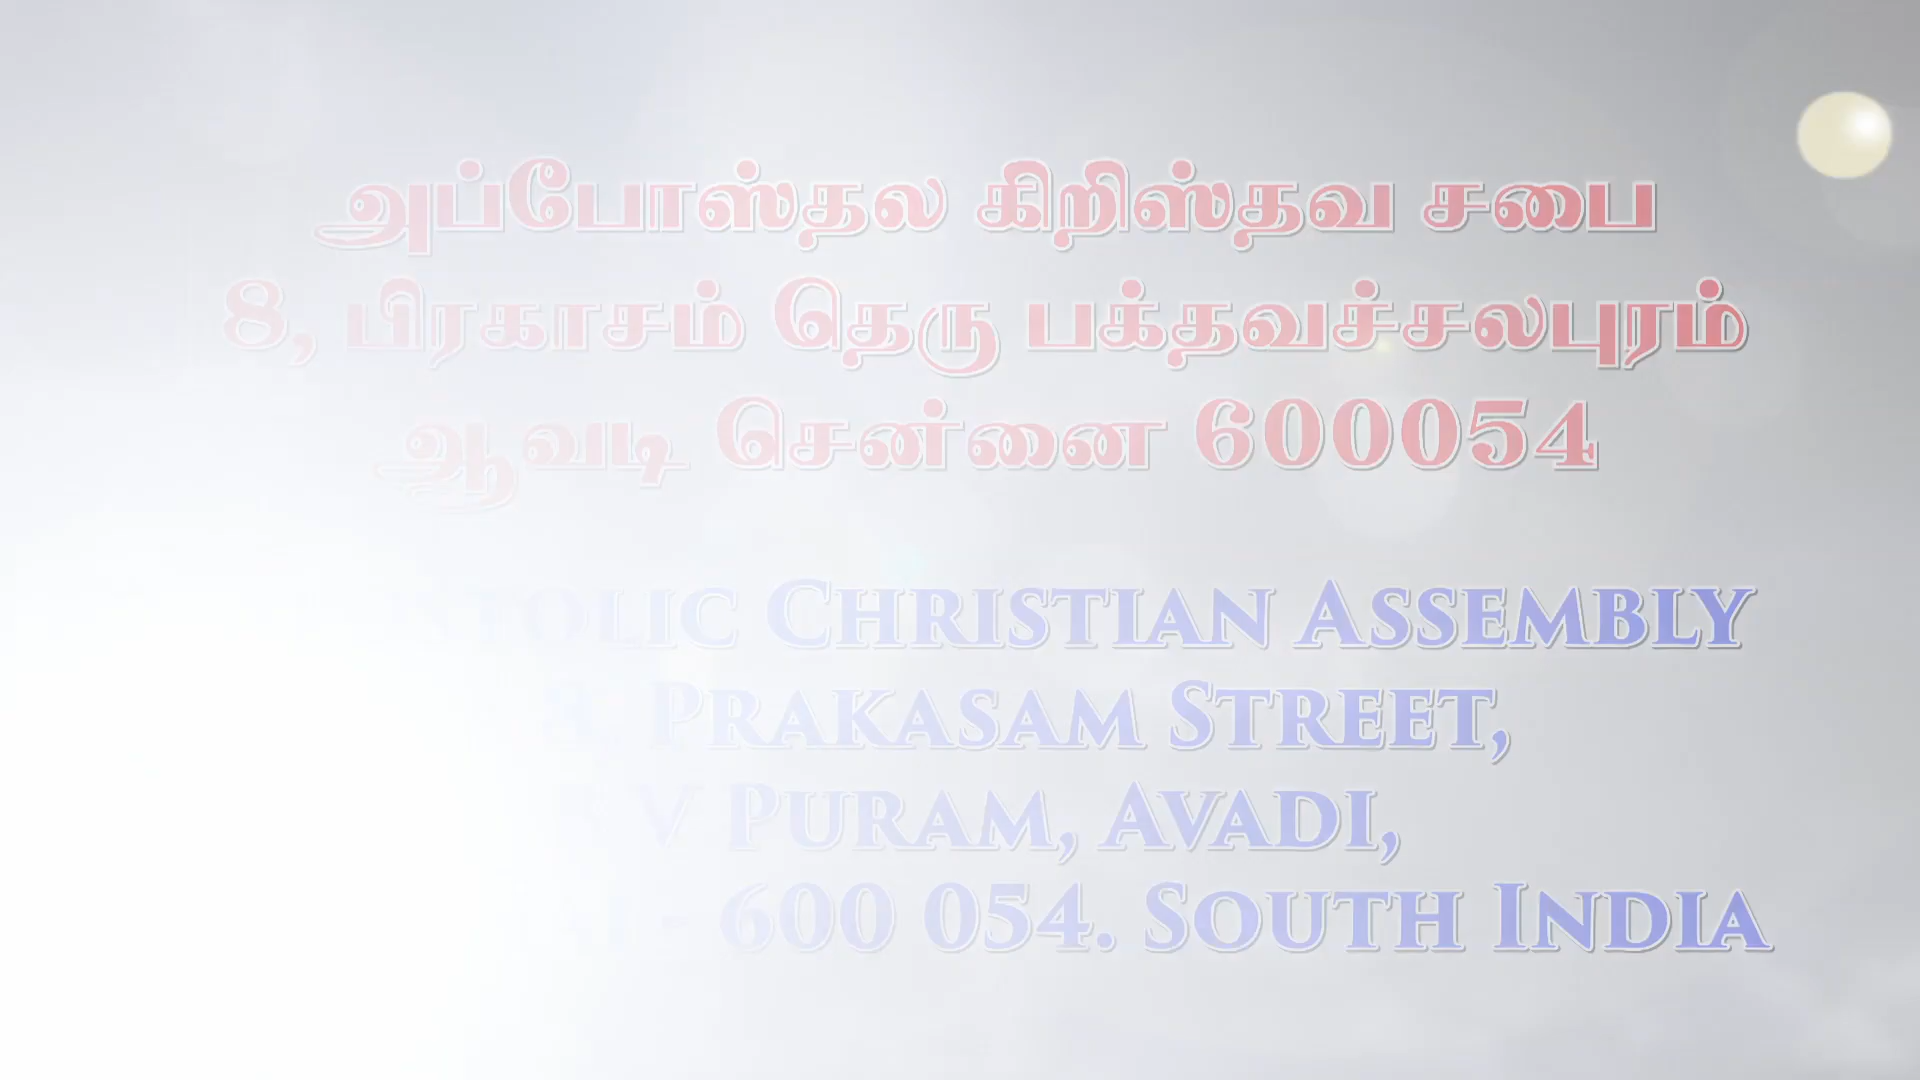 அப்போஸ்தல கிறிஸ்தவ சபை
8, பிரகாசம் தெரு பக்தவச்சலபுரம்
ஆவடி சென்னை 600054
Christian Assembly
Prakasam Street,
V Puram, Avadi,
- 600 054. South India